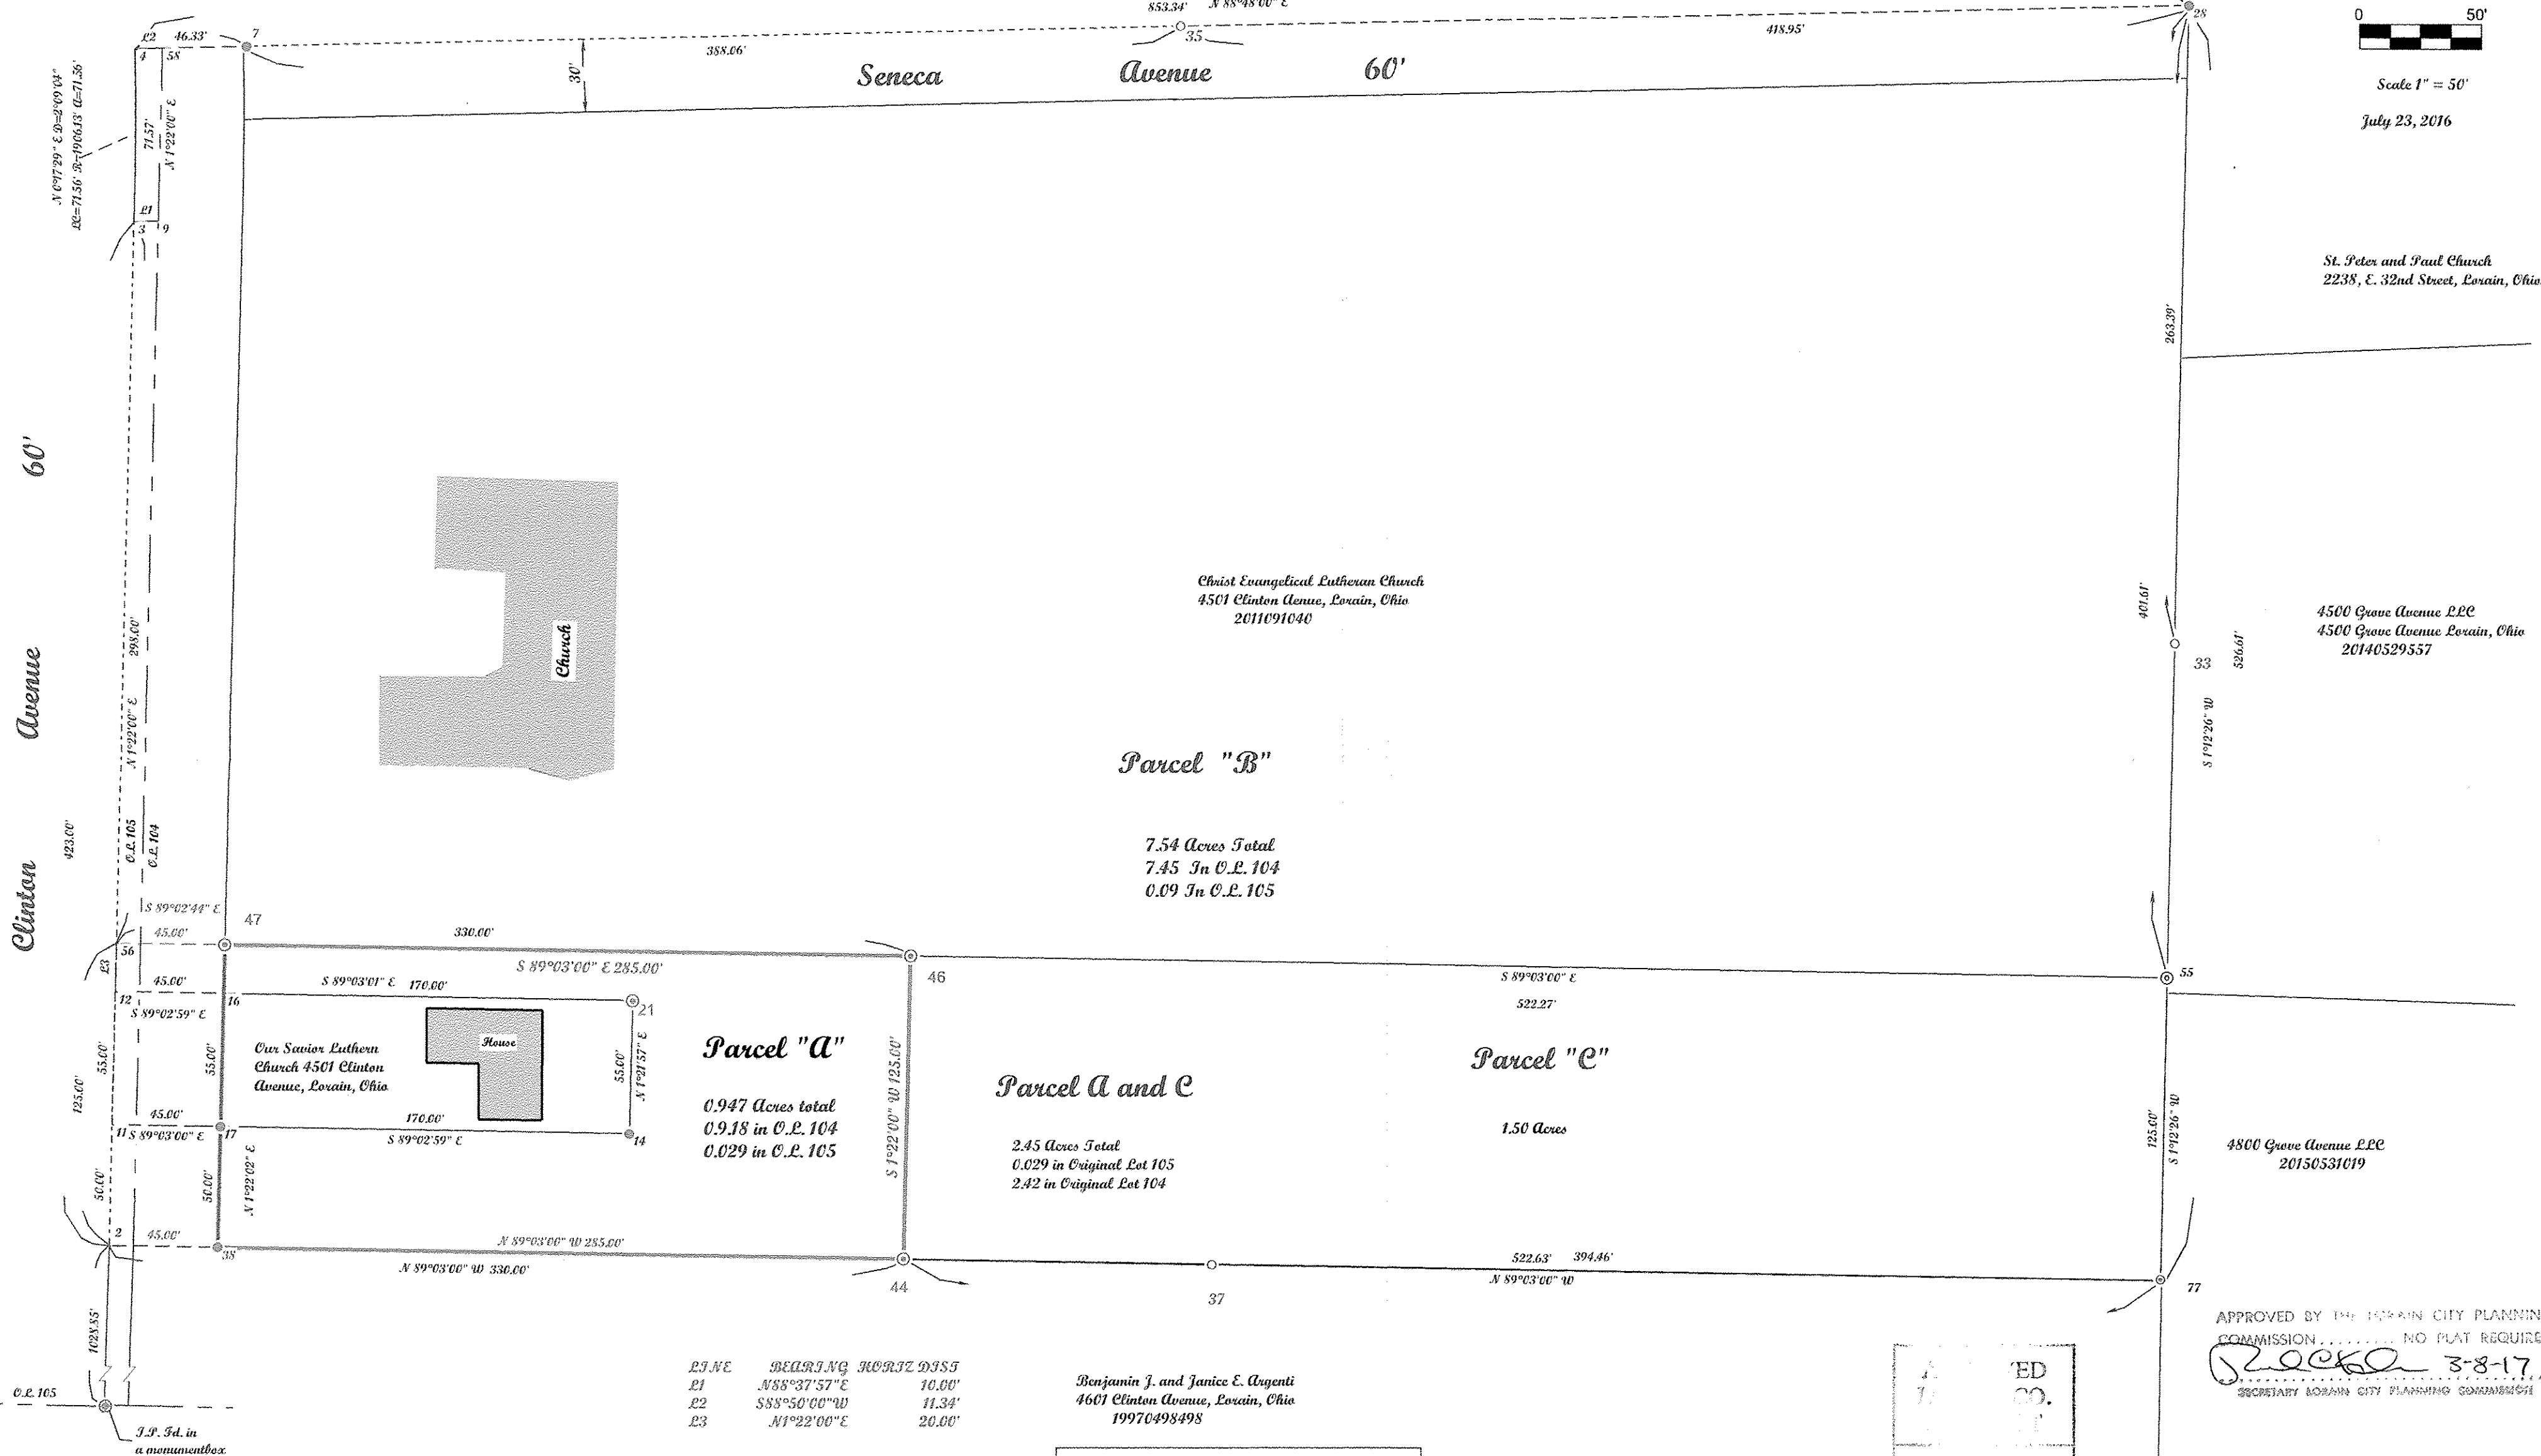 853.34' N 88°48'00" E
28
0 50'
Scale 1" = 50'
July 23, 2016
L2 46.33' 7
4 58
388.06'
35
418.95'
30'
Seneca Avenue 60'
N 0°17'29" E D=2°09'04"
LC=71.56' R=1906.13' a=71.56'
71.57'
N 1°22'00" E
L1
3 9
St. Peter and Paul Church
2238, E. 32nd Street, Lorain, Ohio
263.39'
Clinton Avenue 60'
298.00'
N 1°22'00" E
O.L. 105
O.L. 104
423.00'
Church
Christ Evangelical Lutheran Church
4501 Clinton Aenue, Lorain, Ohio
2011091040
401.61'
33
526.61'
S 1°12'26" W
4500 Grove Avenue LLC
4500 Grove Avenue Lorain, Ohio
20140529557
Parcel "B"
7.54 Acres Total
7.45 In O.L. 104
0.09 In O.L. 105
S 89°02'44" E
47
45.00'
56
330.00'
S 89°03'00" E 285.00'
46
S 89°03'00" E
522.27'
55
L3
45.00'
12
S 89°02'59" E
16
S 89°03'01" E 170.00'
21
55.00'
55.00'
125.00'
Our Savior Luthern
Church 4501 Clinton
Avenue, Lorain, Ohio
House
55.00'
N 1°21'57" E
Parcel "A"
0.947 Acres total
0.918 in O.L. 104
0.029 in O.L. 105
S 1°22'00" W 125.00'
Parcel A and C
2.45 Acres Total
0.029 in Original Lot 105
2.42 in Original Lot 104
Parcel "C"
1.50 Acres
125.00'
S 1°12'26" W
4800 Grove Avenue LLC
20150531019
45.00'
11 S 89°03'00" E
17
170.00'
S 89°02'59" E
14
50.00'
50.00'
N 1°22'02" E
2
45.00'
38
N 89°03'00" W 285.00'
N 89°03'00" W 330.00'
44
37
522.63' 394.46'
N 89°03'00" W
77
1028.85'
O.L. 105
I.P. Fd. in
a monumentbox
LINE BEARING HORIZ DIST
L1 N88°37'57"E 10.00'
L2 S88°50'00"W 11.34'
L3 N1°22'00"E 20.00'
Benjamin J. and Janice E. Argenti
4601 Clinton Avenue, Lorain, Ohio
19970498498
ED
CO.
APPROVED BY THE LORAIN CITY PLANNIN
COMMISSION......... NO PLAT REQUIRE
3-8-17
SECRETARY LORAIN CITY PLANNING COMMISSION